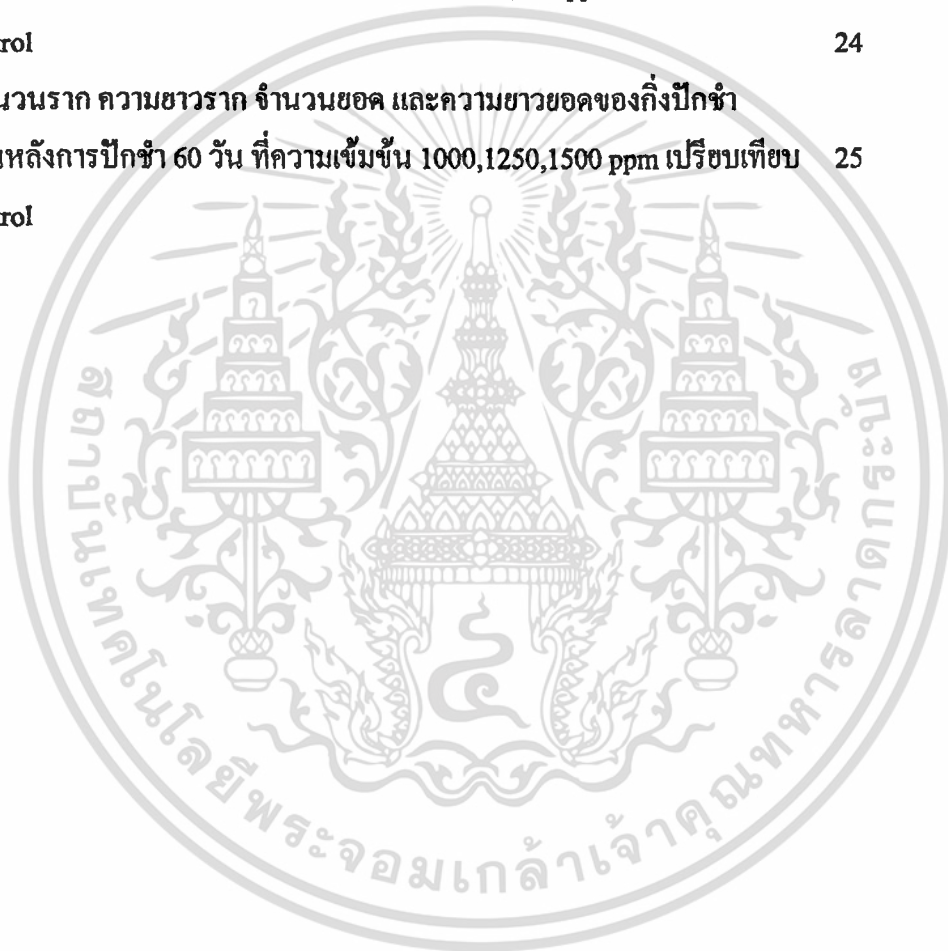 rol 24
นวนราก ความยาวราก จำนวนยอด และความยาวยอดของกิ่งปักชำ
หลังการปักชำ 60 วัน ที่ความเข้มข้น 1000,1250,1500 ppm เปรียบเทียบ 25
rol
สถาบันเทคโนโลยีพระจอมเกล้าเจ้าคุณทหารลาดกระบัง